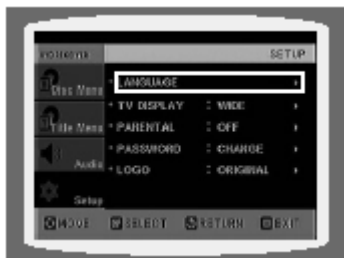 SETUP
Disc Menu
LANGUAGE
TV DISPLAY : WIDE
Title Menu
PARENTAL : OFF
PASSWORD : CHANGE
Audio
LOGO : ORIGINAL
Setup
MOVE SELECT RETURN EXIT